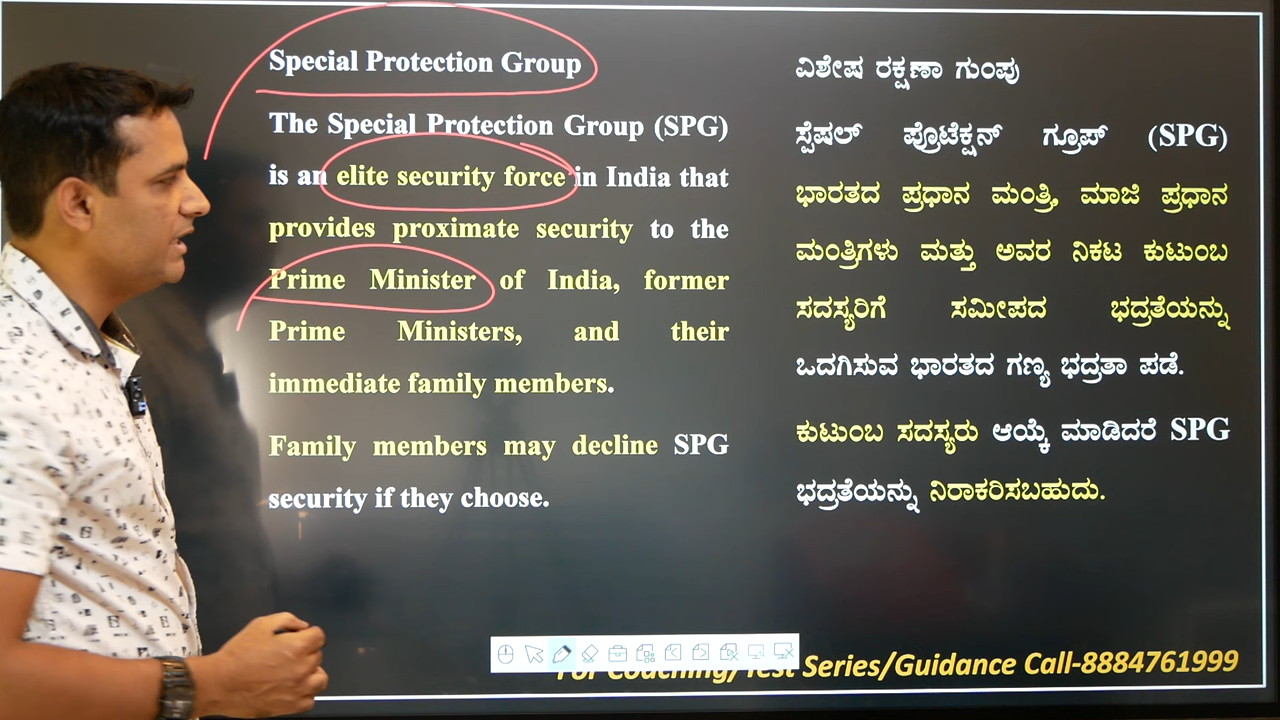 Special Protection Group
The Special Protection Group (SPG)
is an elite security force in India that
provides proximate security to the
Prime Minister of India, former
Prime Ministers, and their
immediate family members.
Family members may decline SPG
security if they choose.
ವಿಶೇಷ ರಕ್ಷಣಾ ಗುಂಪು
ಸ್ಪೆಷಲ್ ಪ್ರೊಟೆಕ್ಷನ್ ಗ್ರೂಪ್ (SPG)
ಭಾರತದ ಪ್ರಧಾನ ಮಂತ್ರಿ, ಮಾಜಿ ಪ್ರಧಾನ
ಮಂತ್ರಿಗಳು ಮತ್ತು ಅವರ ನಿಕಟ ಕುಟುಂಬ
ಸದಸ್ಯರಿಗೆ ಸಮೀಪದ ಭದ್ರತೆಯನ್ನು
ಒದಗಿಸುವ ಭಾರತದ ಗಣ್ಯ ಭದ್ರತಾ ಪಡೆ.
ಕುಟುಂಬ ಸದಸ್ಯರು ಆಯ್ಕೆ ಮಾಡಿದರೆ SPG
ಭದ್ರತೆಯನ್ನು ನಿರಾಕರಿಸಬಹುದು.
For Coaching/Test Series/Guidance Call-8884761999